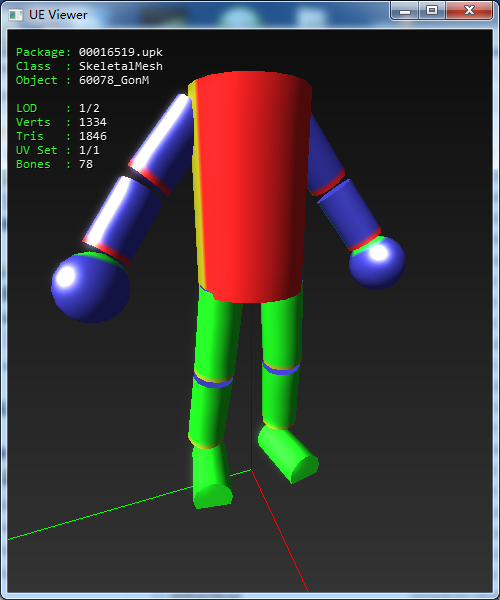 UE Viewer
Package: 00016519.upk
Class  : SkeletalMesh
Object : 60078_GonM
LOD    : 1/2
Verts  : 1334
Tris   : 1846
UV Set : 1/1
Bones  : 78